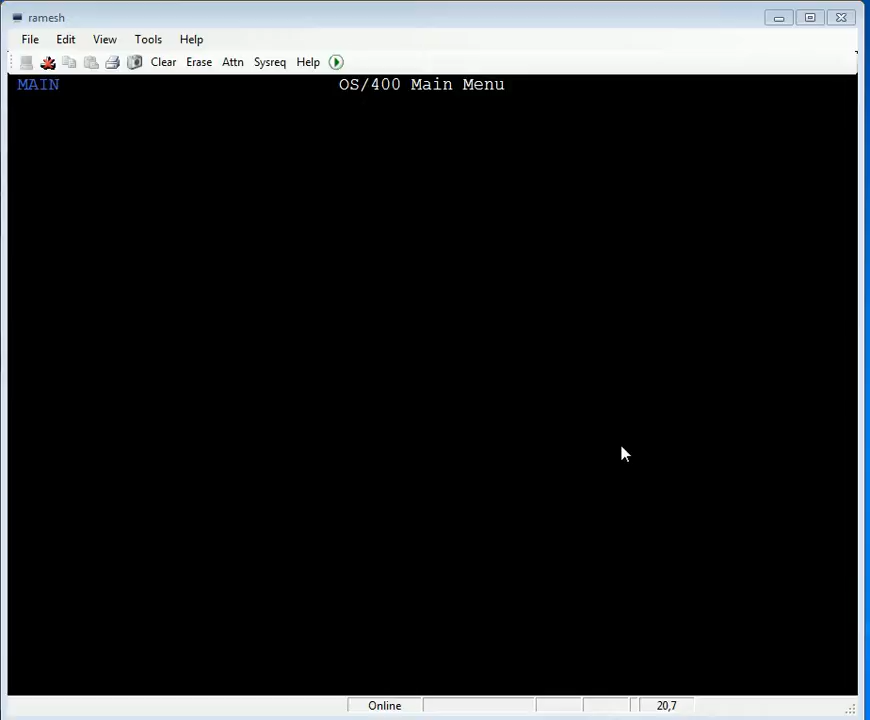 ramesh
File Edit View Tools Help
Clear Erase Attn Sysreq Help
MAIN OS/400 Main Menu
Online 20,7